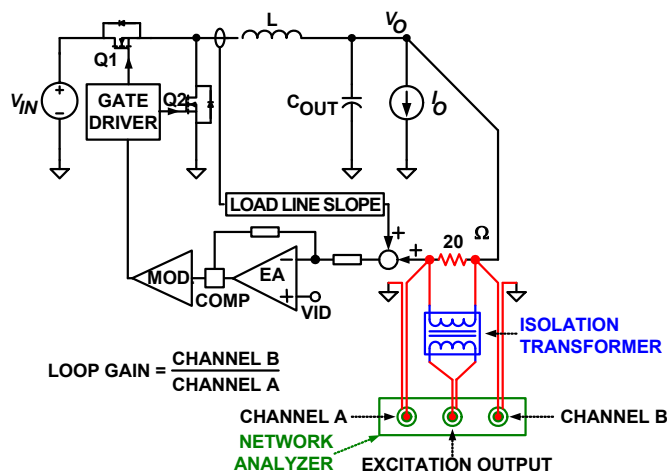 L
V_O
Q1
Q2
V_IN
+
−
GATE
DRIVER
C_OUT
I_O
LOAD LINE SLOPE
+
+
20 Ω
MOD
COMP
EA
−
+
VID
ISOLATION
TRANSFORMER
LOOP GAIN = CHANNEL B
CHANNEL A
CHANNEL A
CHANNEL B
NETWORK
ANALYZER
EXCITATION OUTPUT